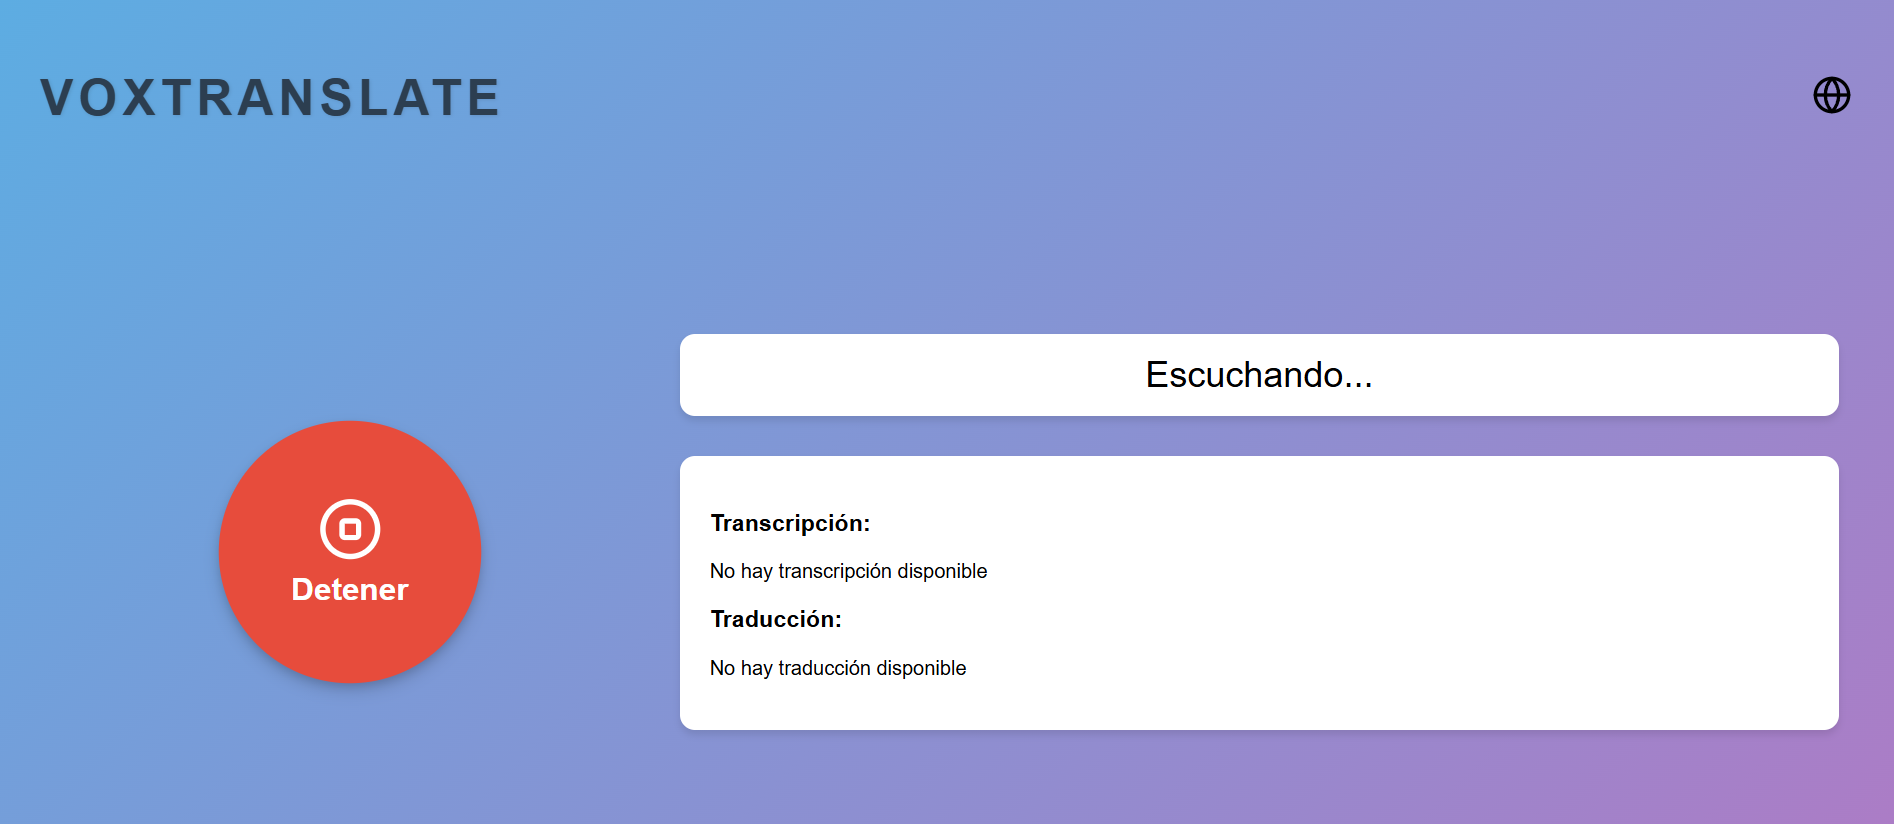 VOXTRANSLATE
Escuchando...
Detener
Transcripción:
No hay transcripción disponible
Traducción:
No hay traducción disponible